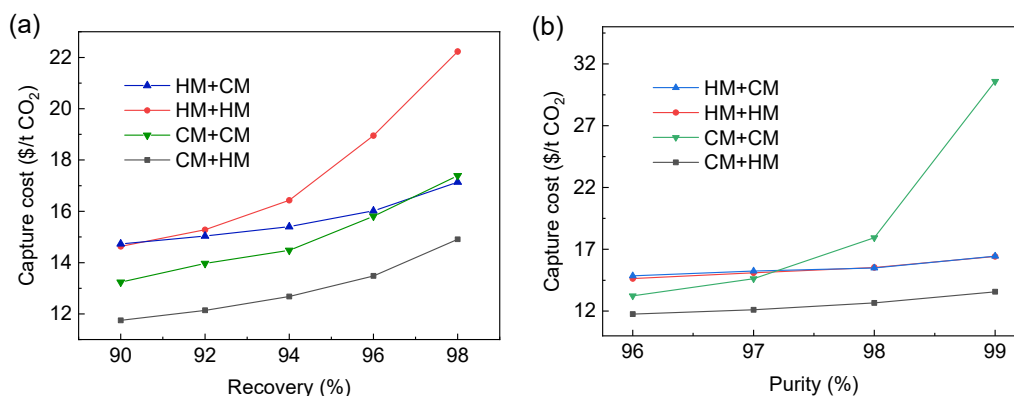 (a)
Capture cost ($/t CO₂)
22
20
18
16
14
12
HM+CM
HM+HM
CM+CM
CM+HM
90 92 94 96 98
Recovery (%)
(b)
Capture cost ($/t CO₂)
32
31
17
12
HM+CM
HM+HM
CM+CM
CM+HM
96 97 98 99
Purity (%)